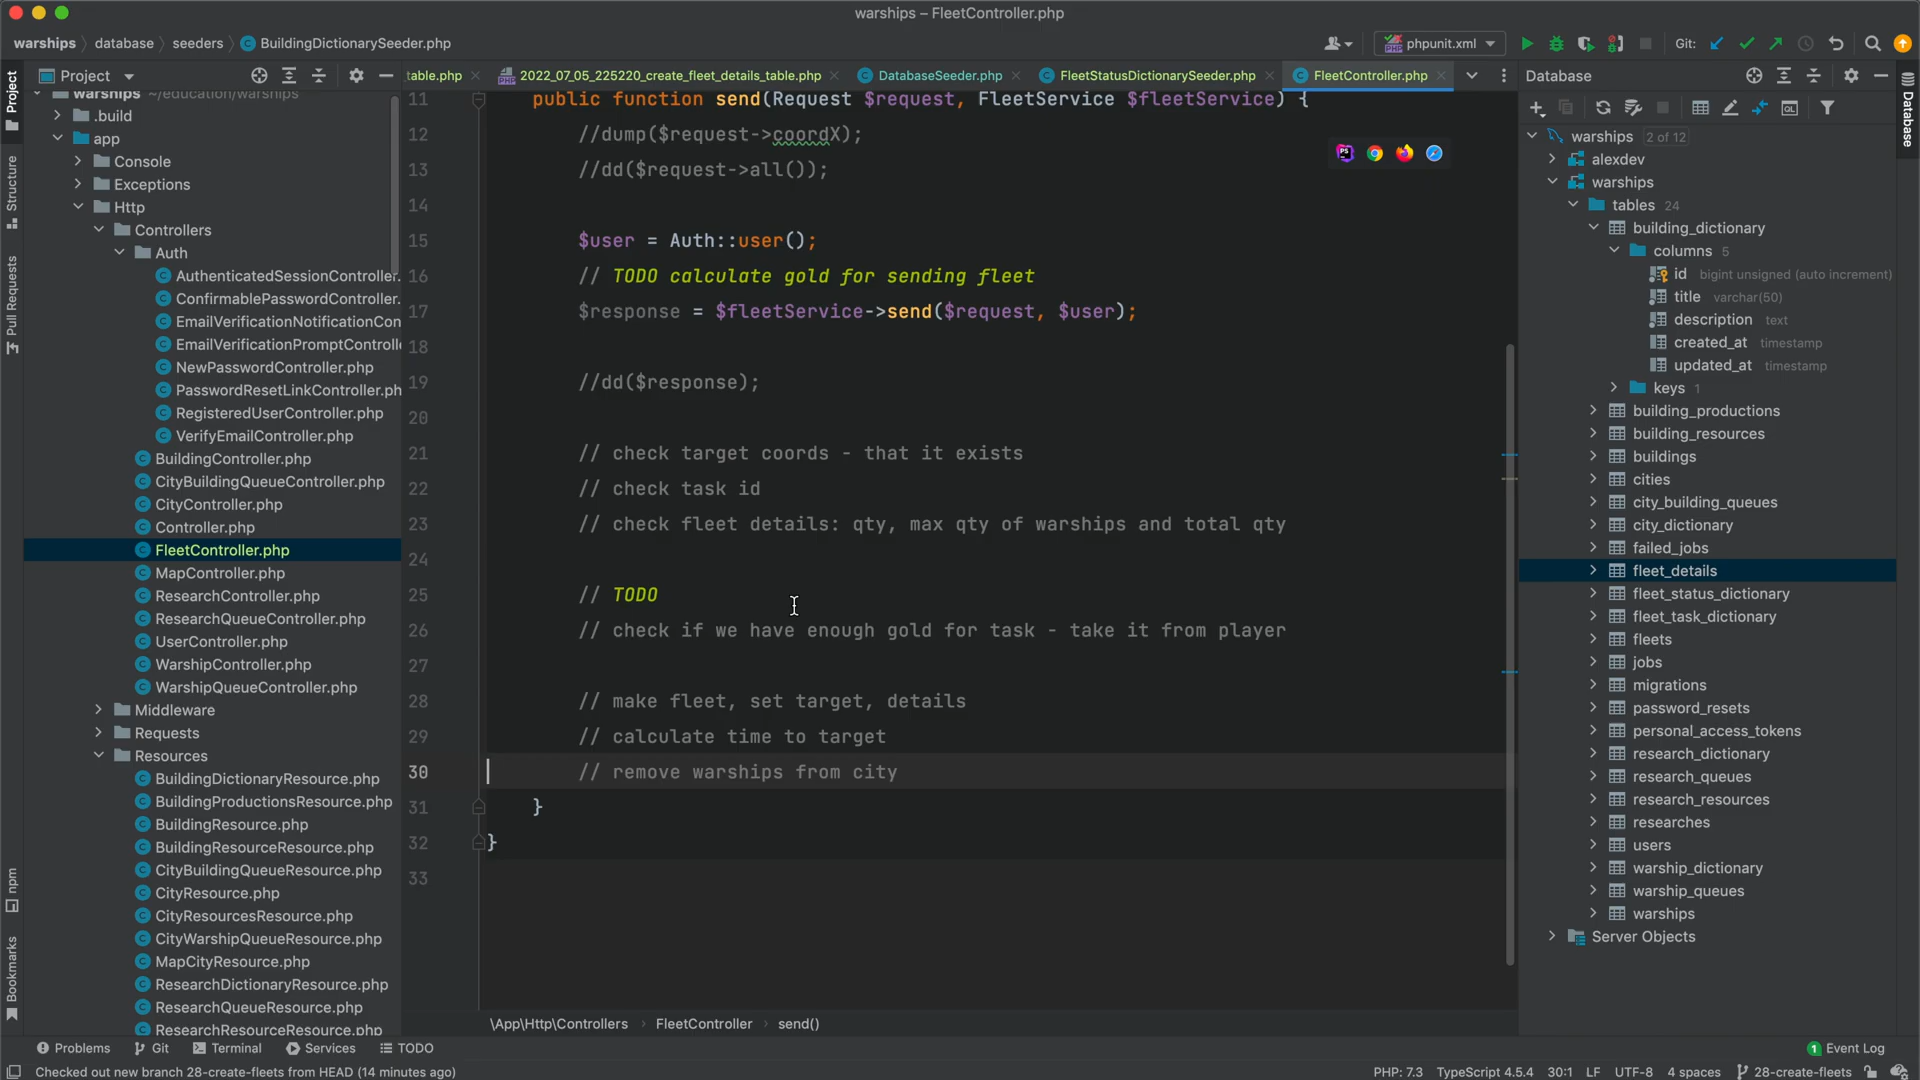 warships – FleetController.php
warships database seeders BuildingDictionarySeeder.php
phpunit.xml
Git:
Project
table.php
2022_07_05_225220_create_fleet_details_table.php
DatabaseSeeder.php
FleetStatusDictionarySeeder.php
FleetController.php
Database
Project
Structure
Pull Requests
npm
Bookmarks
warships ~/education/warships
.build
app
Console
Exceptions
Http
Controllers
Auth
AuthenticatedSessionController.
ConfirmablePasswordController.
EmailVerificationNotificationCon
EmailVerificationPromptControll
NewPasswordController.php
PasswordResetLinkController.ph
RegisteredUserController.php
VerifyEmailController.php
BuildingController.php
CityBuildingQueueController.php
CityController.php
Controller.php
FleetController.php
MapController.php
ResearchController.php
ResearchQueueController.php
UserController.php
WarshipController.php
WarshipQueueController.php
Middleware
Requests
Resources
BuildingDictionaryResource.php
BuildingProductionsResource.php
BuildingResource.php
BuildingResourceResource.php
CityBuildingQueueResource.php
CityResource.php
CityResourcesResource.php
CityWarshipQueueResource.php
MapCityResource.php
ResearchDictionaryResource.php
ResearchQueueResource.php
ResearchResourceResource.php
11 public function send(Request $request, FleetService $fleetService) {
12 //dump($request->coordX);
13 //dd($request->all());
14
15 $user = Auth::user();
16 // TODO calculate gold for sending fleet
17 $response = $fleetService->send($request, $user);
18
19 //dd($response);
20
21 // check target coords - that it exists
22 // check task id
23 // check fleet details: qty, max qty of warships and total qty
24
25 // TODO
26 // check if we have enough gold for task - take it from player
27
28 // make fleet, set target, details
29 // calculate time to target
30 // remove warships from city
31 }
32 }
33
\App\Http\Controllers FleetController send()
Database
warships 2 of 12
alexdev
warships
tables 24
building_dictionary
columns 5
id bigint unsigned (auto increment)
title varchar(50)
description text
created_at timestamp
updated_at timestamp
keys 1
building_productions
building_resources
buildings
cities
city_building_queues
city_dictionary
failed_jobs
fleet_details
fleet_status_dictionary
fleet_task_dictionary
fleets
jobs
migrations
password_resets
personal_access_tokens
research_dictionary
research_queues
research_resources
researches
users
warship_dictionary
warship_queues
warships
Server Objects
Problems Git Terminal Services TODO
1 Event Log
Checked out new branch 28-create-fleets from HEAD (14 minutes ago)
PHP: 7.3 TypeScript 4.5.4 30:1 LF UTF-8 4 spaces 28-create-fleets